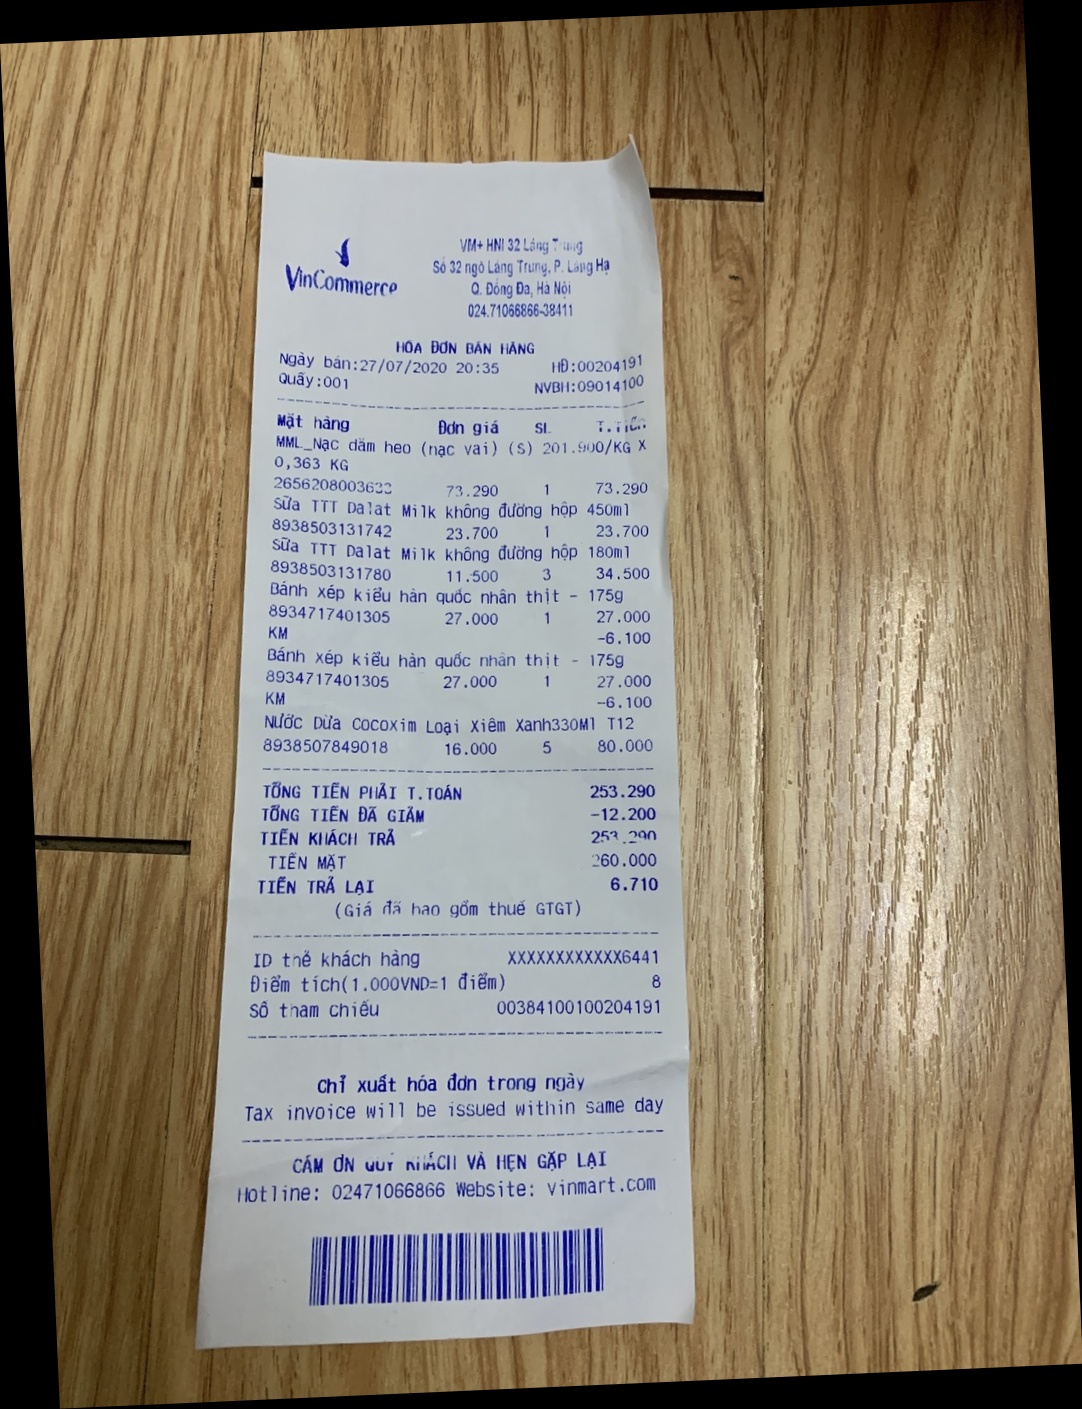 VinCommerce
VM+ HNI 32 Láng Trung
Số 32 ngõ Láng Trung, P. Láng Hạ
Q. Đống Đa, Hà Nội
024.71066866-38411
HÓA ĐƠN BÁN HÀNG
Ngày bán:27/07/2020 20:35 HĐ:00204191
Quầy:001 NVBH:09014100
Mặt hàng Đơn giá SL T.TIỀN
MML_Nạc dăm heo (nạc vai) (S) 201.900/KG X
0,363 KG
73.290 1 73.290
Sữa TTT Dalat Milk không đường hộp 450ml
8938503131742 23.700 1 23.700
Sữa TTT Dalat Milk không đường hộp 180ml
8938503131780 11.500 3 34.500
Bánh xép kiểu hàn quốc nhân thịt - 175g
8934717401305 27.000 1 27.000
KM -6.100
Bánh xép kiểu hàn quốc nhân thịt - 175g
8934717401305 27.000 1 27.000
KM -6.100
Nước Dừa Cocoxim Loại Xiêm Xanh330Ml T12
8938507849018 16.000 5 80.000
TỔNG TIỀN PHẢI T.TOÁN 253.290
TỔNG TIỀN ĐÃ GIẢM -12.200
TIỀN KHÁCH TRẢ 253.290
TIỀN MẶT 260.000
TIỀN TRẢ LẠI 6.710
(Giá đã bao gồm thuế GTGT)
ID thẻ khách hàng XXXXXXXXXXXX6441
Điểm tích(1.000VND=1 điểm) 8
Số tham chiếu 00384100100204191
Chỉ xuất hóa đơn trong ngày
Tax invoice will be issued within same day
CẢM ƠN QUÝ KHÁCH VÀ HẸN GẶP LẠI
Hotline: 02471066866 Website: vinmart.com